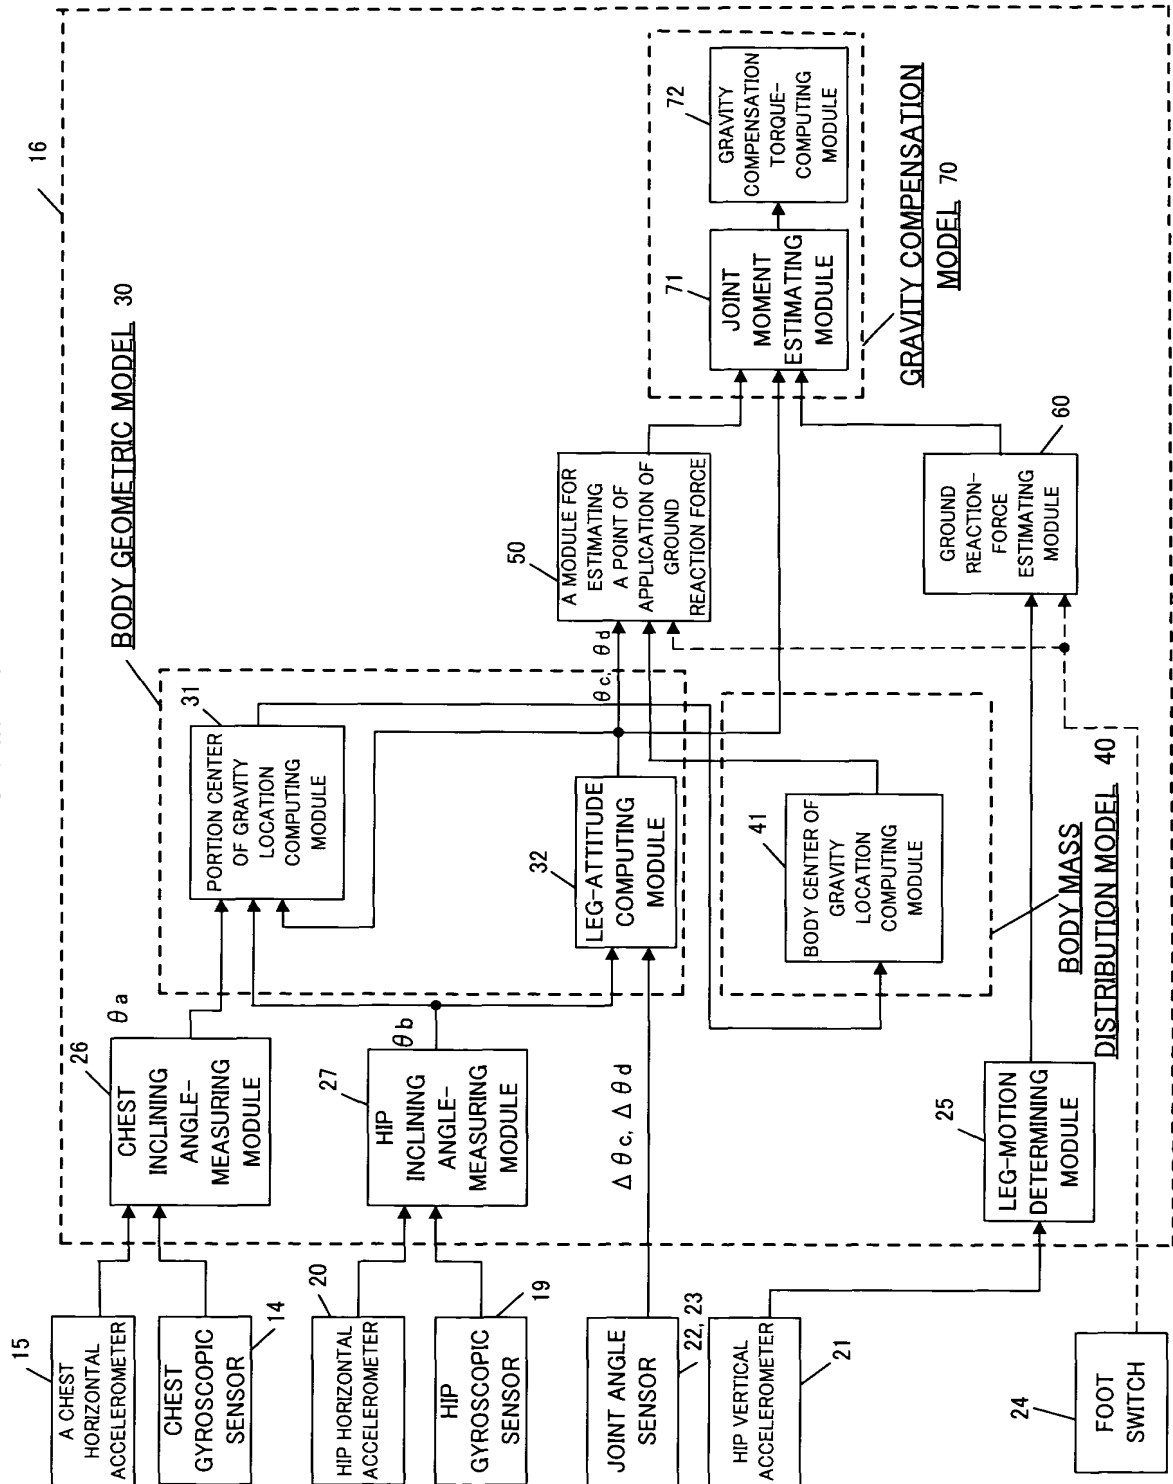 16
A CHEST
HORIZONTAL
ACCELEROMETER
15
CHEST
GYROSCOPIC
SENSOR
14
HIP HORIZONTAL
ACCELEROMETER
20
HIP
GYROSCOPIC
SENSOR
19
JOINT ANGLE
SENSOR
22, 23
HIP VERTICAL
ACCELEROMETER
21
FOOT
SWITCH
24
CHEST
INCLINING
ANGLE-
MEASURING
MODULE
26
θa
HIP
INCLINING
ANGLE-
MEASURING
MODULE
27
θb
Δθc, Δθd
LEG-MOTION
DETERMINING
MODULE
25
BODY GEOMETRIC MODEL 30
PORTION CENTER
OF GRAVITY
LOCATION
COMPUTING
MODULE
31
LEG-ATTITUDE
COMPUTING
MODULE
32
θc, θd
BODY CENTER OF
GRAVITY
LOCATION
COMPUTING
MODULE
41
BODY MASS
DISTRIBUTION MODEL 40
A MODULE FOR
ESTIMATING
A POINT OF
APPLICATION OF
GROUND
REACTION FORCE
50
GROUND
REACTION-
FORCE
ESTIMATING
MODULE
60
JOINT
MOMENT
ESTIMATING
MODULE
71
GRAVITY
COMPENSATION
TORQUE-
COMPUTING
MODULE
72
GRAVITY COMPENSATION
MODEL 70